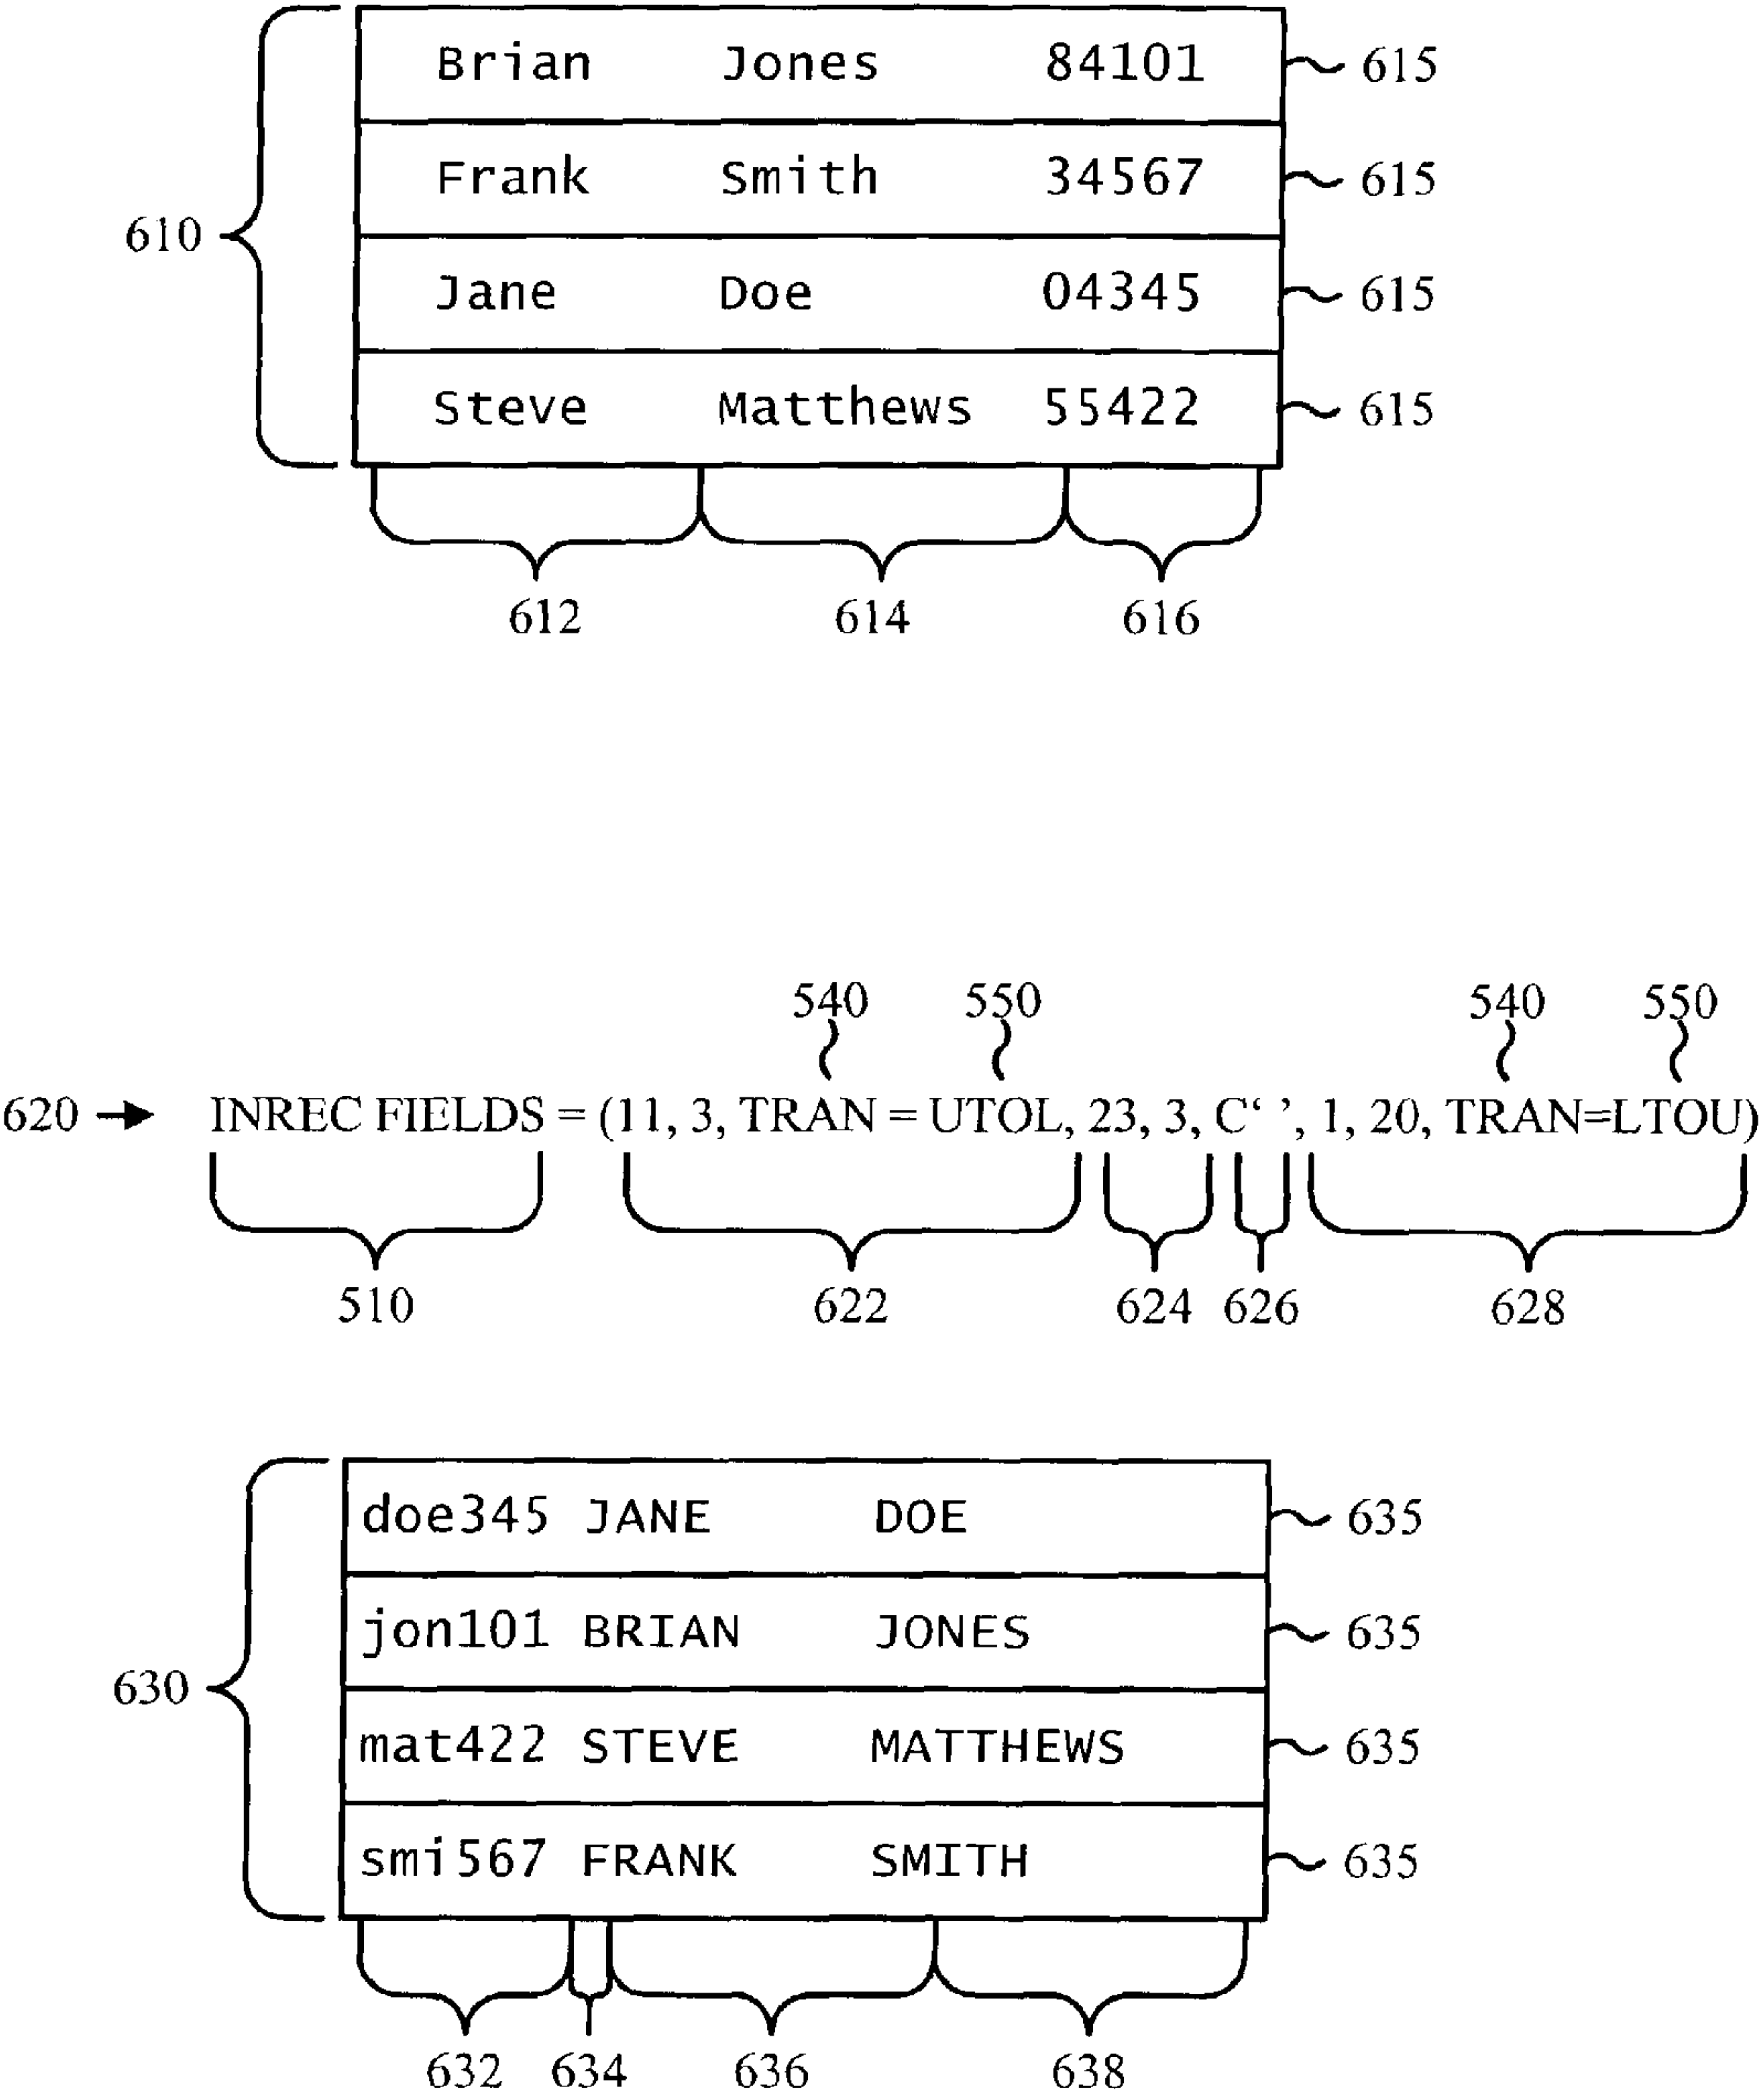 Brian Jones 84101 615
Frank Smith 34567 615
610
Jane Doe 04345 615
Steve Matthews 55422 615
612 614 616
540 550 540 550
620 INREC FIELDS = (11, 3, TRAN = UTOL, 23, 3, C‘ ’, 1, 20, TRAN=LTOU)
510 622 624 626 628
doe345 JANE DOE 635
jon101 BRIAN JONES 635
630
mat422 STEVE MATTHEWS 635
smi567 FRANK SMITH 635
632 634 636 638